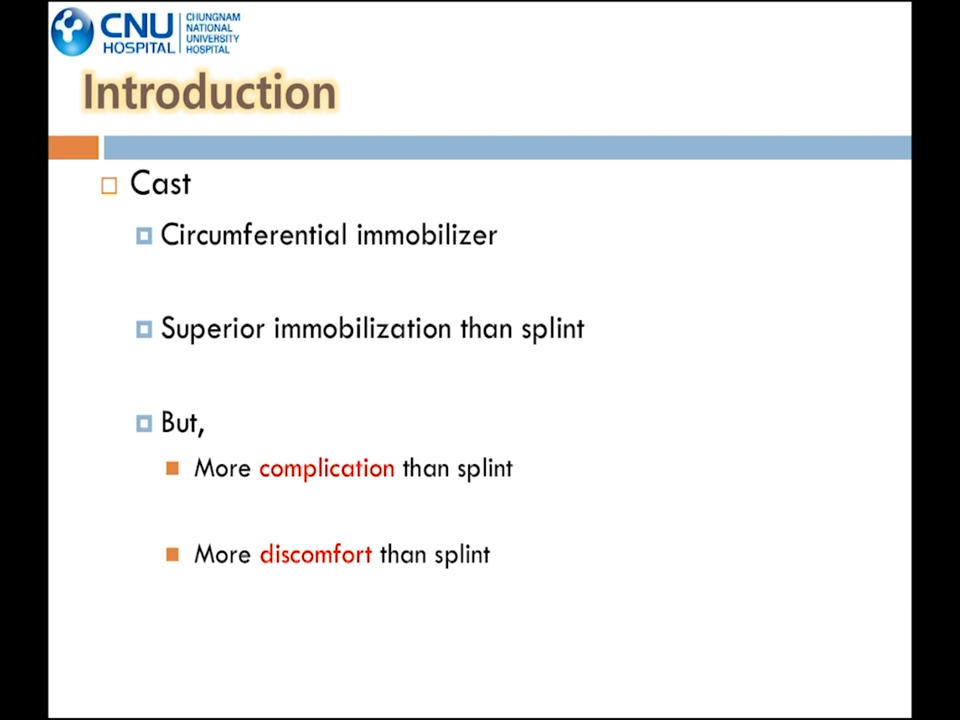 CNU
HOSPITAL
CHUNGNAM
NATIONAL
UNIVERSITY
HOSPITAL
Introduction
Cast
Circumferential immobilizer
Superior immobilization than splint
But,
More complication than splint
More discomfort than splint